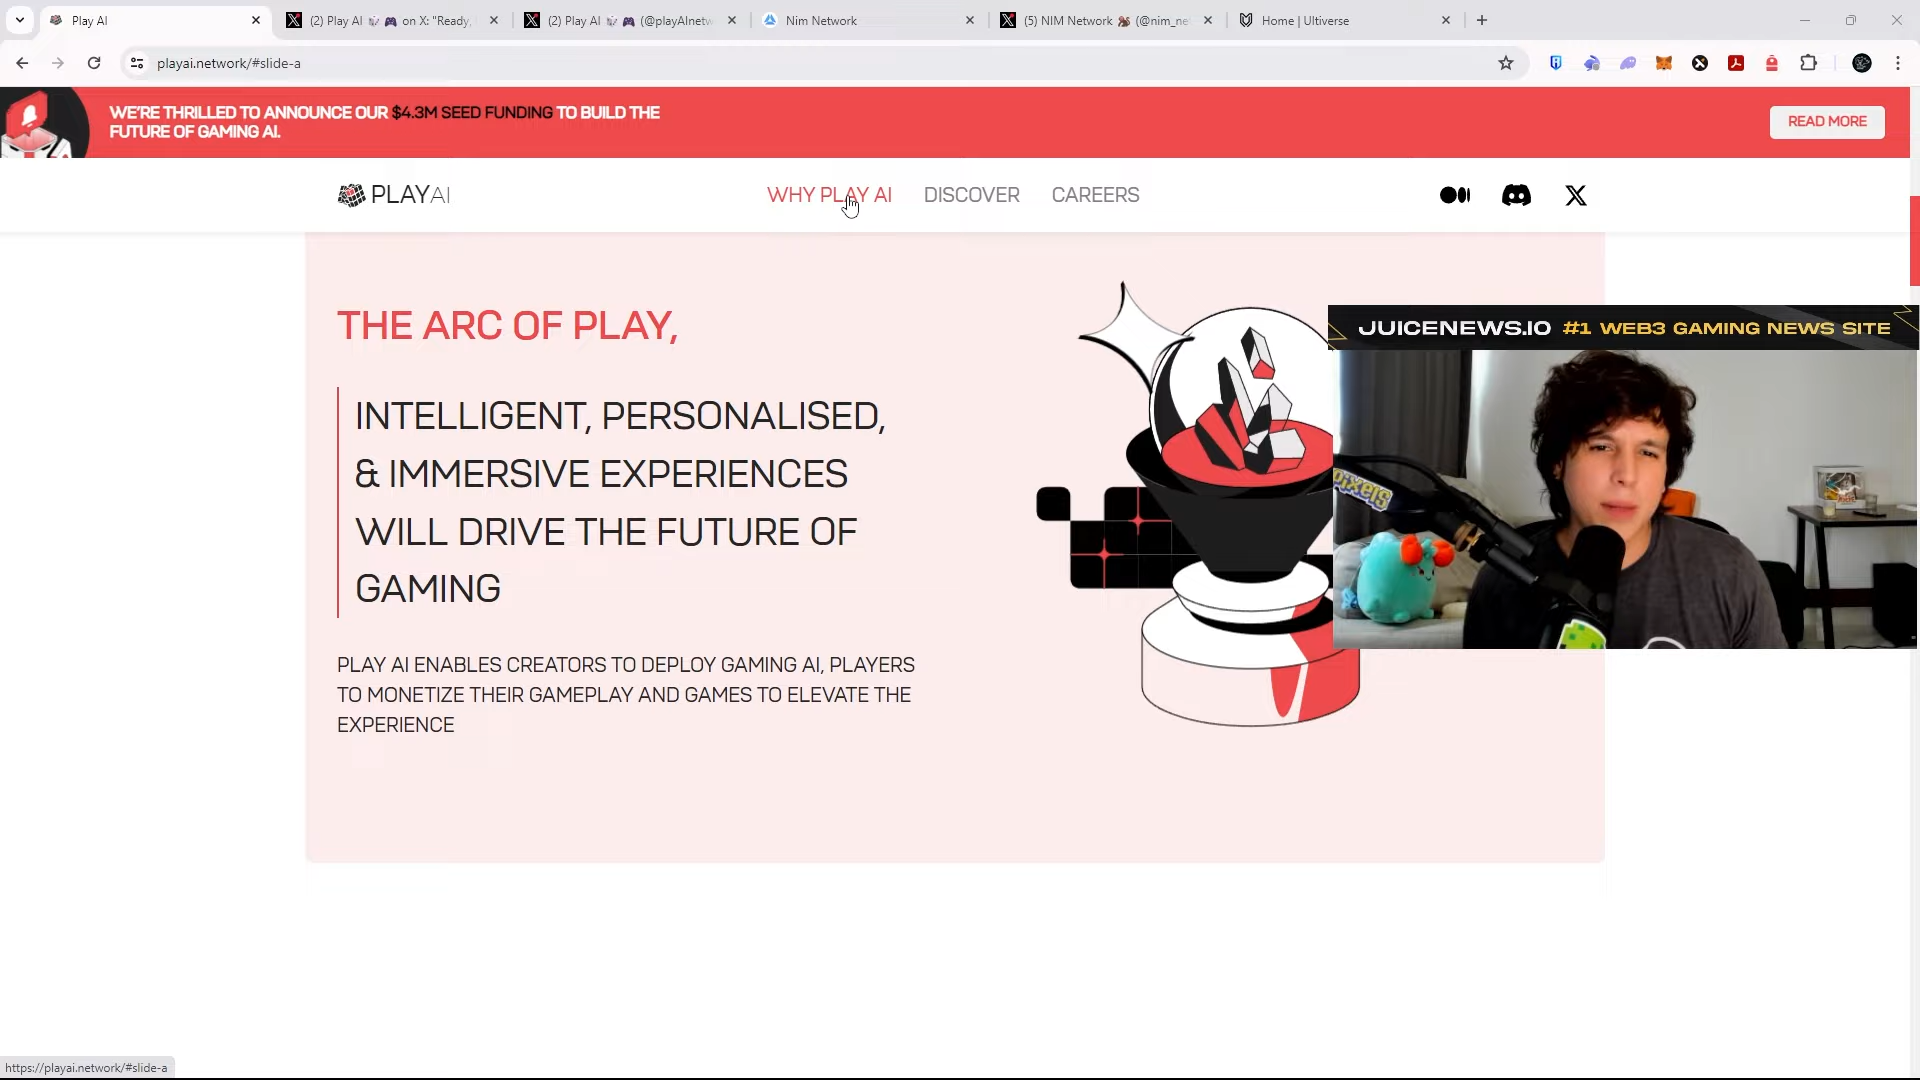 Play AI
(2) Play AI 🎲 🎮 on X: "Ready,
(2) Play AI 🎲 🎮 (@playAInetw
Nim Network
(5) NIM Network 🐿️ (@nim_ne
Home | Ultiverse
playai.network/#slide-a
WE'RE THRILLED TO ANNOUNCE OUR $4.3M SEED FUNDING TO BUILD THE
FUTURE OF GAMING AI.
READ MORE
PLAYAI
WHY PLAY AI
DISCOVER
CAREERS
THE ARC OF PLAY,
INTELLIGENT, PERSONALISED,
& IMMERSIVE EXPERIENCES
WILL DRIVE THE FUTURE OF
GAMING
PLAY AI ENABLES CREATORS TO DEPLOY GAMING AI, PLAYERS
TO MONETIZE THEIR GAMEPLAY AND GAMES TO ELEVATE THE
EXPERIENCE
JUICENEWS.IO #1 WEB3 GAMING NEWS SITE
pixels
https://playai.network/#slide-a